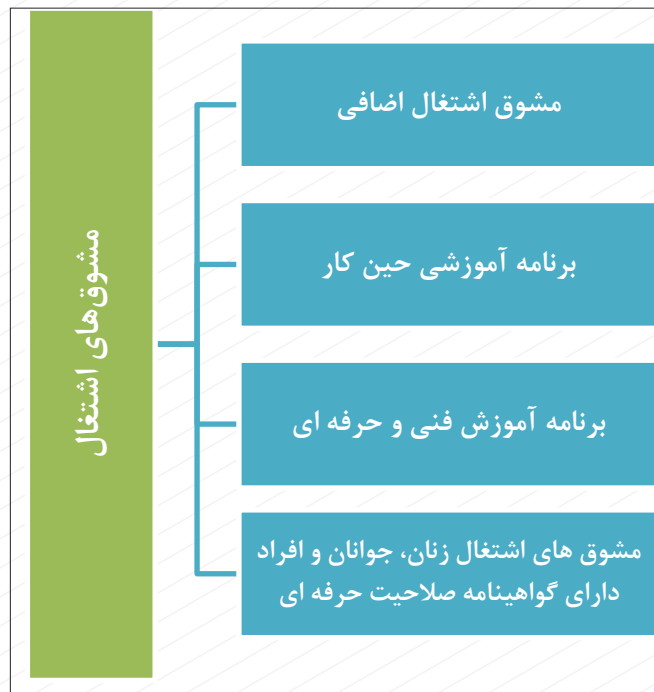 مشوق‌های اشتغال
مشوق اشتغال اضافی
برنامه آموزشی حین کار
برنامه آموزش فنی و حرفه ای
مشوق های اشتغال زنان، جوانان و افراد
دارای گواهینامه صلاحیت حرفه ای